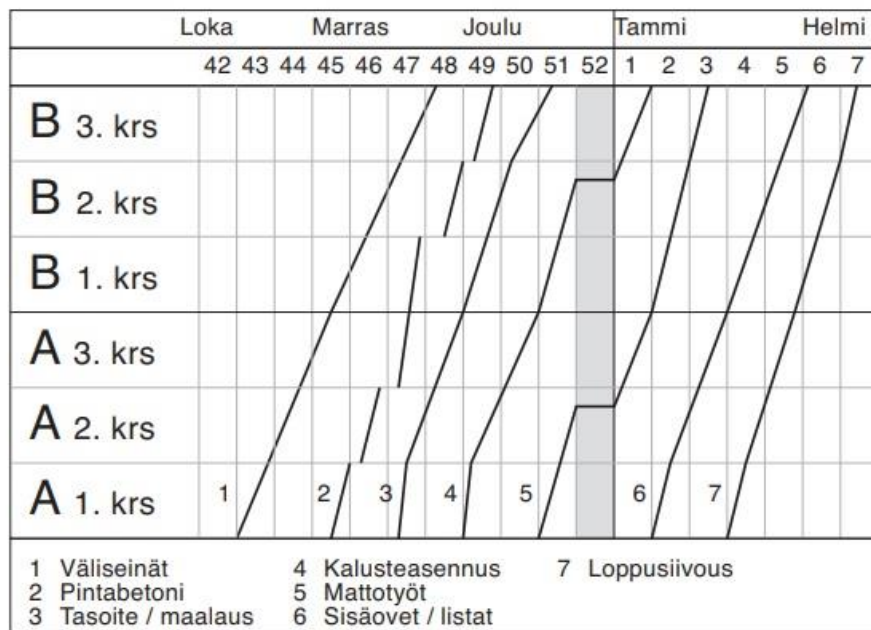 Loka Marras Joulu Tammi Helmi
42 43 44 45 46 47 48 49 50 51 52 1 2 3 4 5 6 7
B 3. krs
B 2. krs
B 1. krs
A 3. krs
A 2. krs
A 1. krs 1 2 3 4 5 6 7
1 Väliseinät 4 Kalusteasennus 7 Loppusiivous
2 Pintabetoni 5 Mattotyöt
3 Tasoite / maalaus 6 Sisäovet / listat